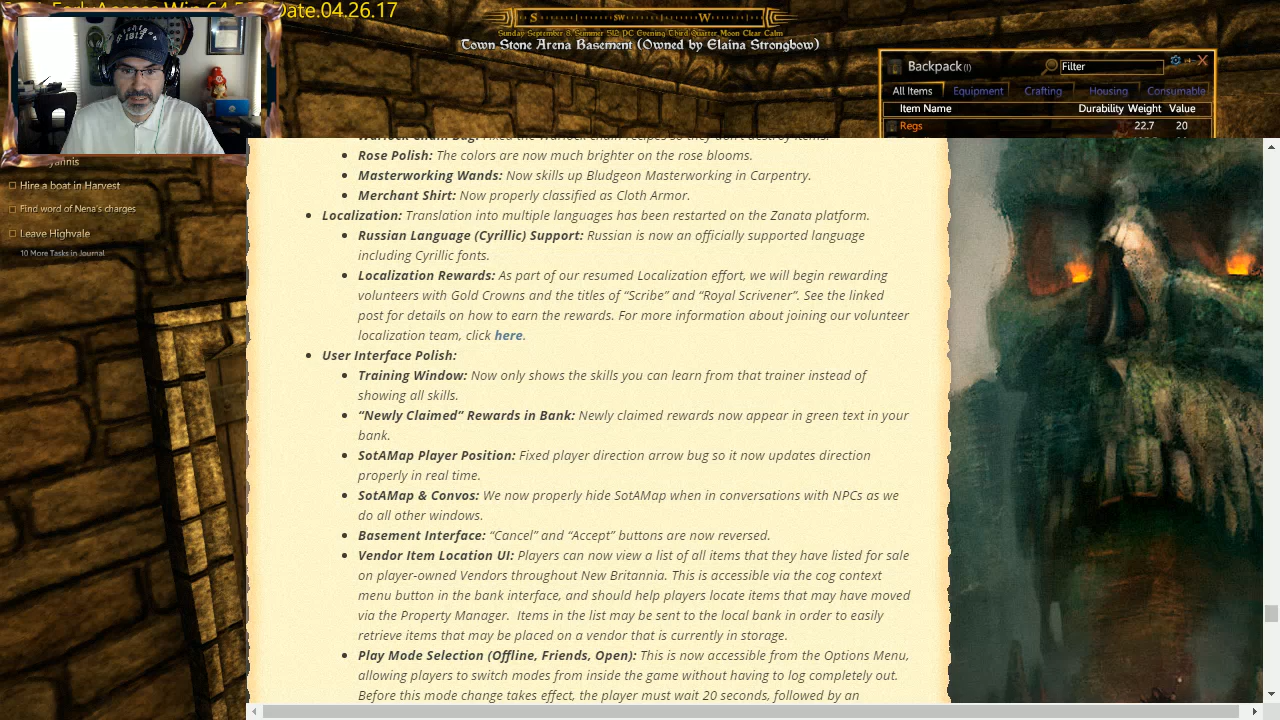 Date.04.26.17
S SW W
Sunday September 8, Summer 512 PC Evening Third Quarter Moon Clear Calm
Town Stone Arena Basement (Owned by Elaina Strongbow)
Backpack
Filter
All Items Equipment Crafting Housing Consumable
Item Name Durability Weight Value
Regs 22.7 20
Hire a boat in Harvest
Find word of Nena's charges
Leave Highvale
10 More Tasks in Journal
• Rose Polish: The colors are now much brighter on the rose blooms.
• Masterworking Wands: Now skills up Bludgeon Masterworking in Carpentry.
• Merchant Shirt: Now properly classified as Cloth Armor.
• Localization: Translation into multiple languages has been restarted on the Zanata platform.
• Russian Language (Cyrillic) Support: Russian is now an officially supported language
including Cyrillic fonts.
• Localization Rewards: As part of our resumed Localization effort, we will begin rewarding
volunteers with Gold Crowns and the titles of “Scribe” and “Royal Scrivener”. See the linked
post for details on how to earn the rewards. For more information about joining our volunteer
localization team, click here.
• User Interface Polish:
• Training Window: Now only shows the skills you can learn from that trainer instead of
showing all skills.
• “Newly Claimed” Rewards in Bank: Newly claimed rewards now appear in green text in your
bank.
• SotAMap Player Position: Fixed player direction arrow bug so it now updates direction
properly in real time.
• SotAMap & Convos: We now properly hide SotAMap when in conversations with NPCs as we
do all other windows.
• Basement Interface: “Cancel” and “Accept” buttons are now reversed.
• Vendor Item Location UI: Players can now view a list of all items that they have listed for sale
on player-owned Vendors throughout New Britannia. This is accessible via the cog context
menu button in the bank interface, and should help players locate items that may have moved
via the Property Manager. Items in the list may be sent to the local bank in order to easily
retrieve items that may be placed on a vendor that is currently in storage.
• Play Mode Selection (Offline, Friends, Open): This is now accessible from the Options Menu,
allowing players to switch modes from inside the game without having to log completely out.
Before this mode change takes effect, the player must wait 20 seconds, followed by an